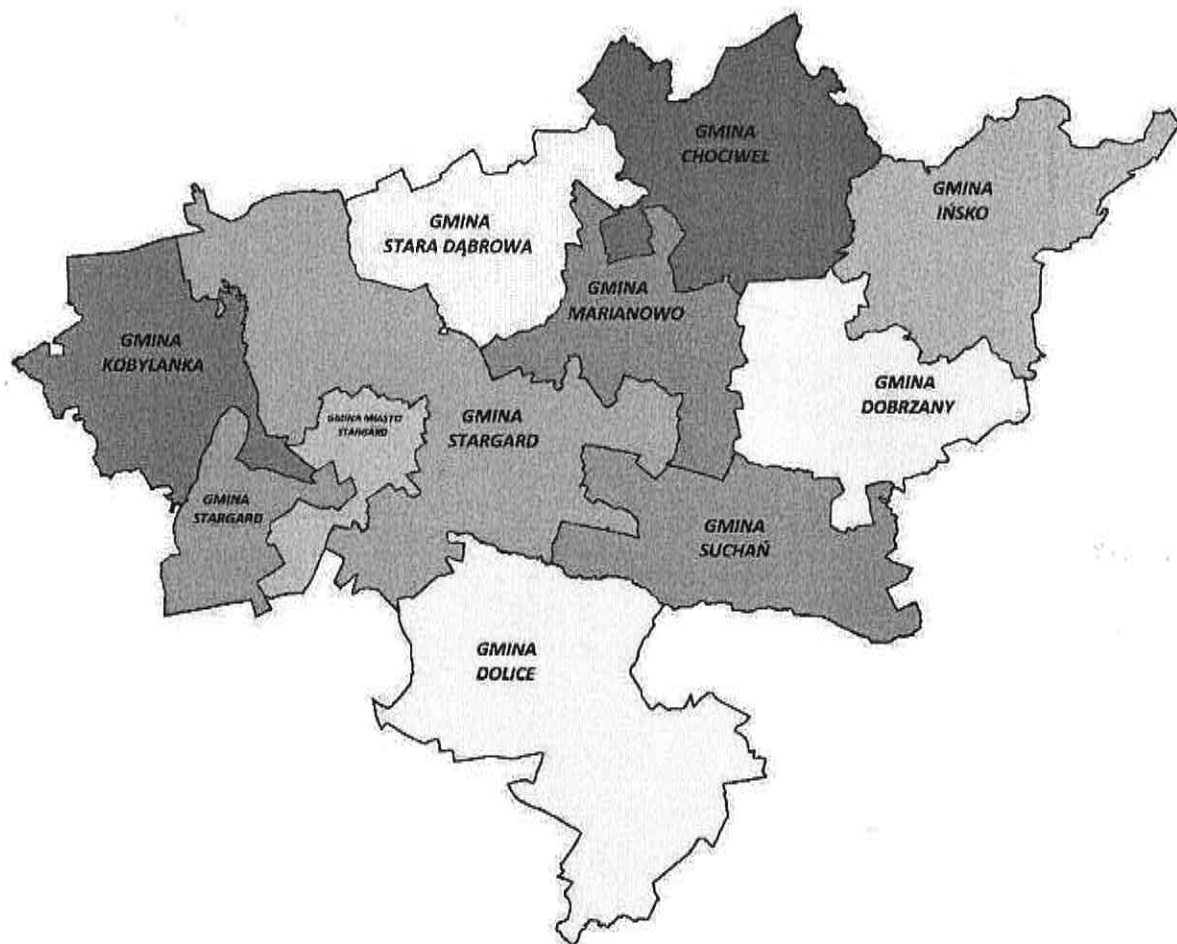 GMINA
CHOCIWEL
GMINA
IŃSKO
GMINA
STARA DĄBROWA
GMINA
MARIANOWO
GMINA
KOBYLANKA
GMINA
DOBRZANY
GMINA MIASTO
STARGARD
GMINA
STARGARD
GMINA
STARGARD
GMINA
SUCHAŃ
GMINA
DOLICE